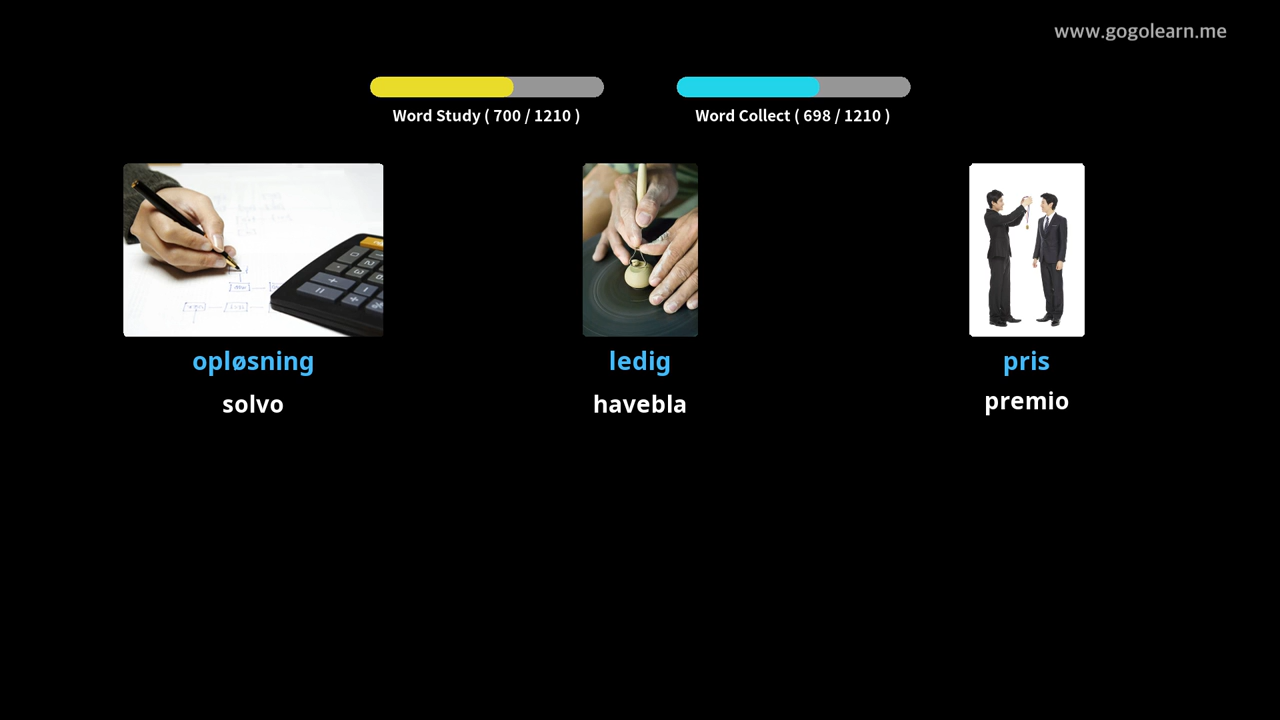 www.gogolearn.me
Word Study ( 700 / 1210 )
Word Collect ( 698 / 1210 )
opløsning
ledig
pris
solvo
havebla
premio